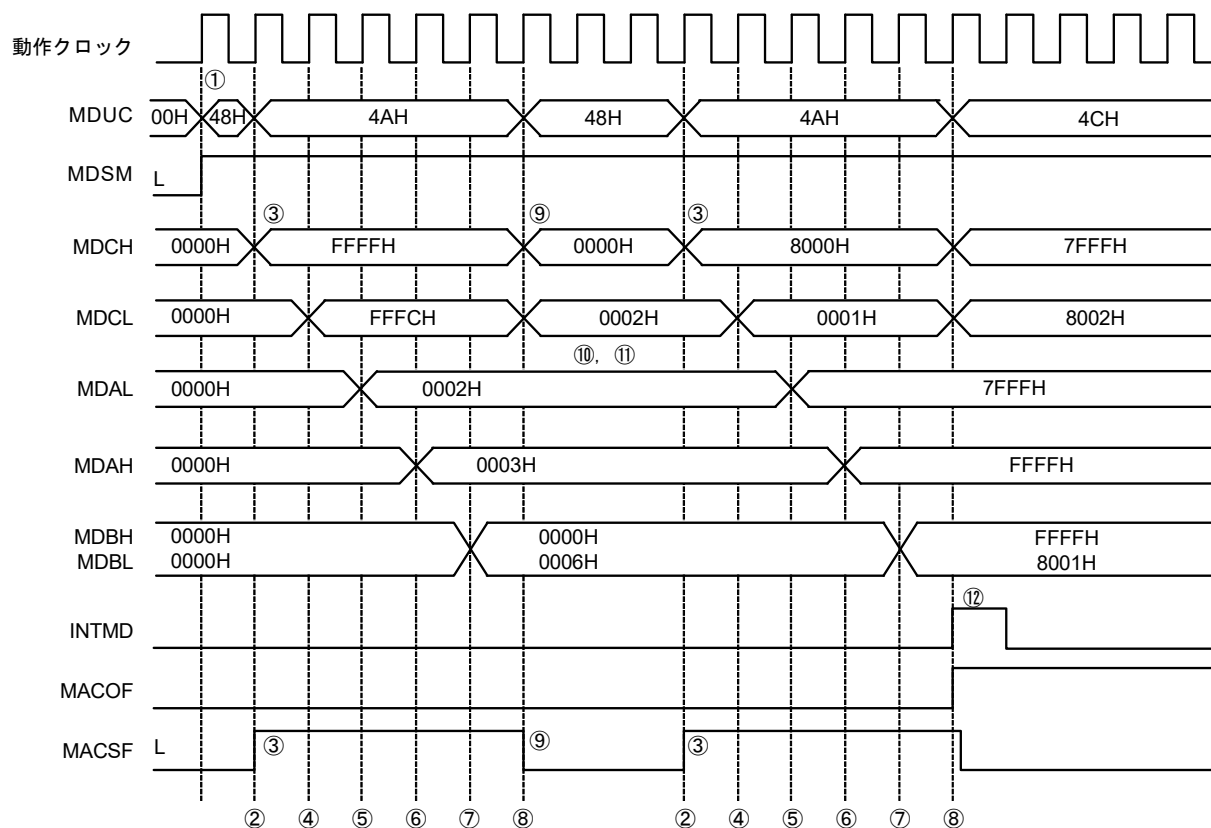 動作クロック
①
MDUC 00H 48H 4AH 48H 4AH 4CH
MDSM L
③ ⑨ ③
MDCH 0000H FFFFH 0000H 8000H 7FFFH
MDCL 0000H FFFCH 0002H 0001H 8002H
⑩, ⑪
MDAL 0000H 0002H 7FFFH
MDAH 0000H 0003H FFFFH
MDBH 0000H 0000H FFFFH
MDBL 0000H 0006H 8001H
⑫
INTMD
MACOF
MACSF L ③ ⑨ ③
② ④ ⑤ ⑥ ⑦ ⑧ ② ④ ⑤ ⑥ ⑦ ⑧